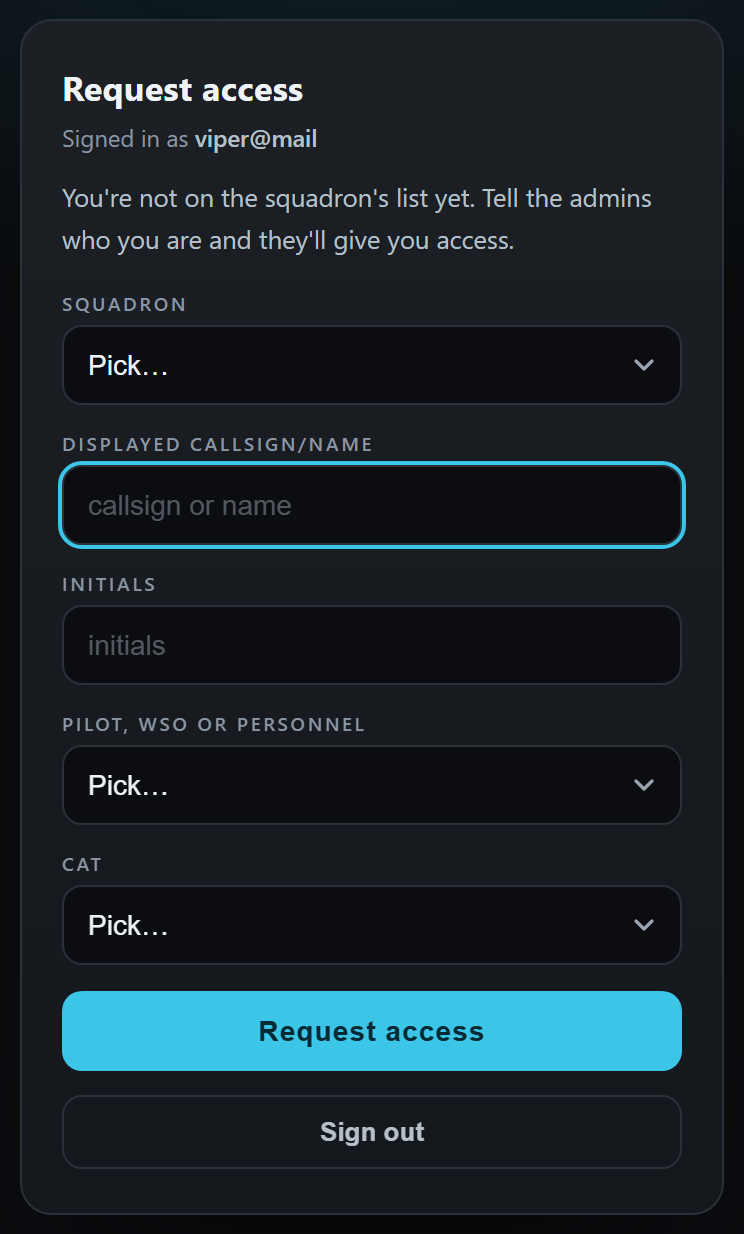 Request access
Signed in as viper@mail
You're not on the squadron's list yet. Tell the admins
who you are and they'll give you access.
SQUADRON
Pick…
DISPLAYED CALLSIGN/NAME
callsign or name
INITIALS
initials
PILOT, WSO OR PERSONNEL
Pick…
CAT
Pick…
Request access
Sign out